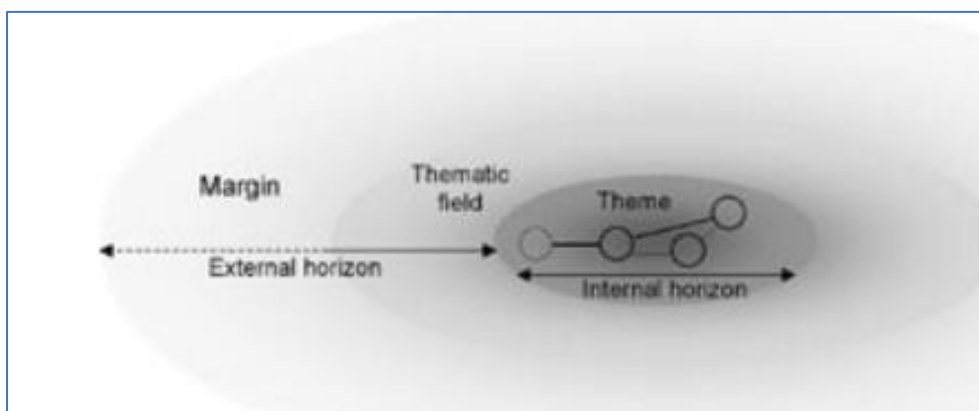 Margin
Thematic
field
Theme
External horizon
Internal horizon